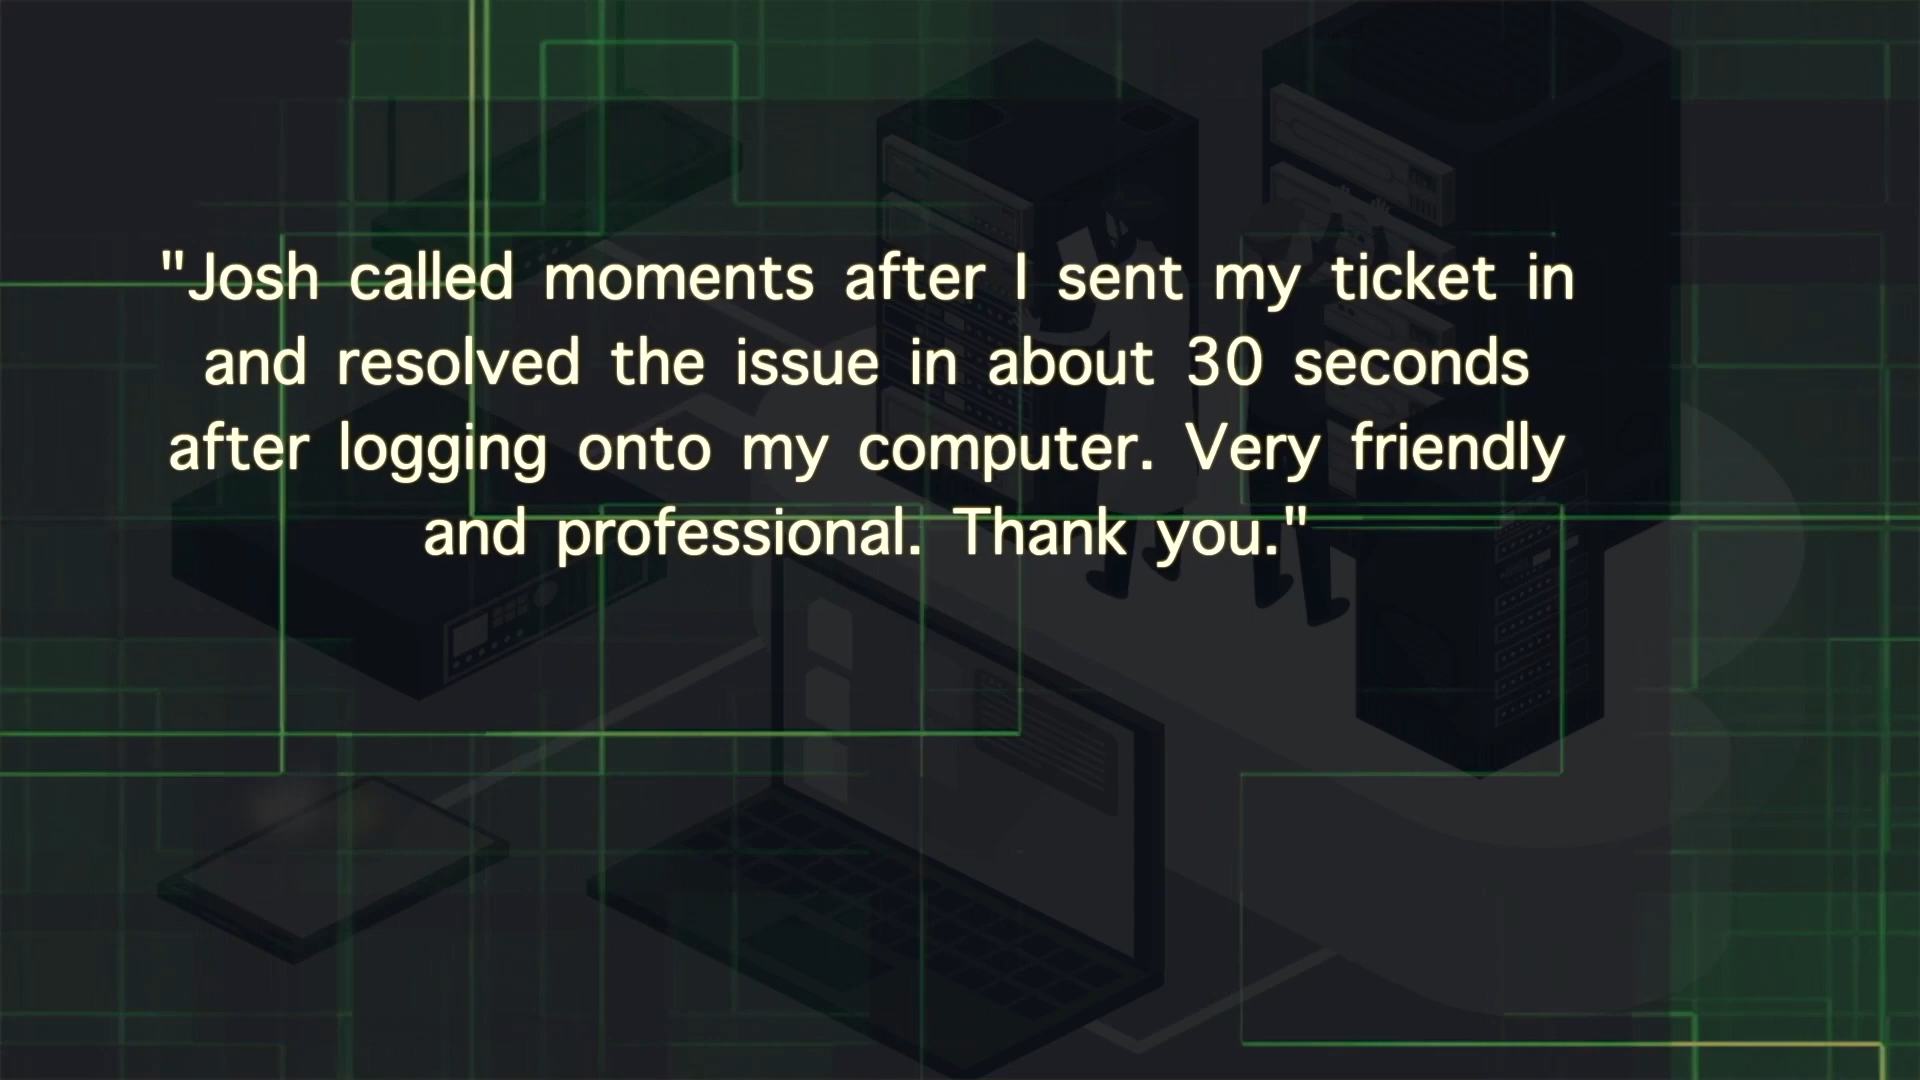 "Josh called moments after I sent my ticket in
and resolved the issue in about 30 seconds
after logging onto my computer. Very friendly
and professional. Thank you."